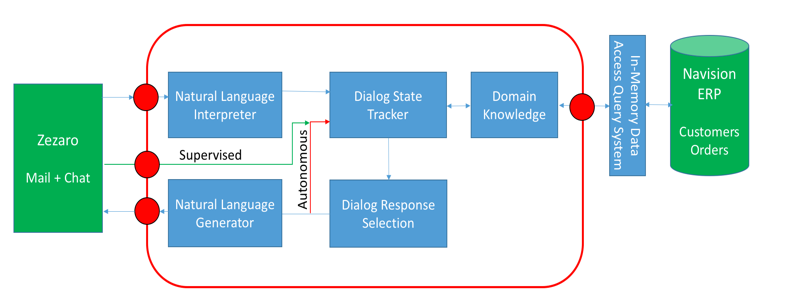 Zezaro
Mail + Chat
Natural Language
Interpreter
Supervised
Natural Language
Generator
Autonomous
Dialog State
Tracker
Dialog Response
Selection
Domain
Knowledge
In-Memory Data
Access Query System
Navision
ERP
Customers
Orders